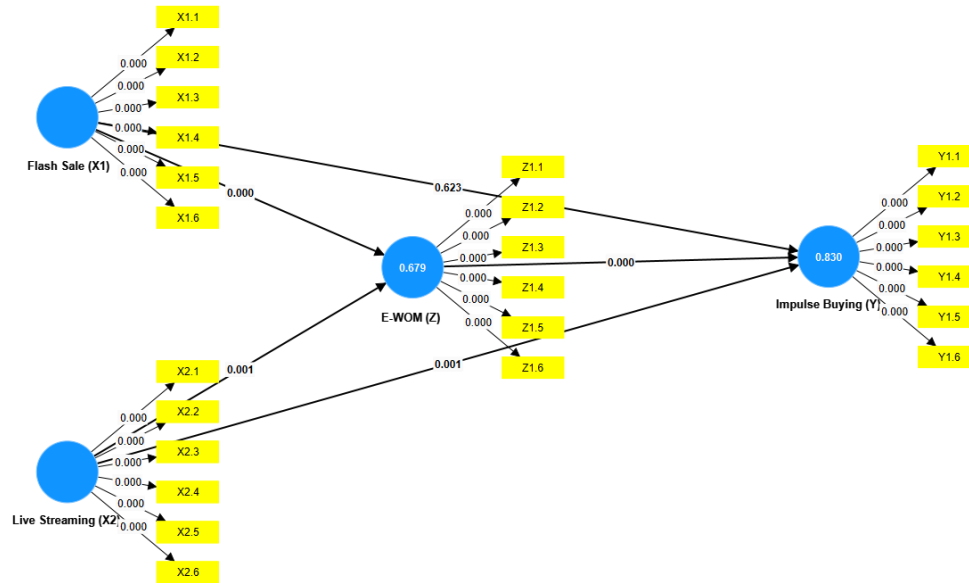 X1.1
0.000
X1.2
0.000
0.000
X1.3
0.000
X1.4
0.000
X1.5
0.000
X1.6
Flash Sale (X1)
0.000
0.623
Z1.1
0.000
Z1.2
0.000
Z1.3
0.000
0.000
Z1.4
0.000
Z1.5
0.000
Z1.6
0.679
E-WOM (Z)
0.000
0.001
0.001
Y1.1
0.000
Y1.2
0.000
Y1.3
0.000
0.000
Y1.4
0.000
Y1.5
0.000
Y1.6
0.830
Impulse Buying (Y)
X2.1
0.000
X2.2
0.000
X2.3
0.000
0.000
X2.4
0.000
X2.5
0.000
X2.6
Live Streaming (X2)